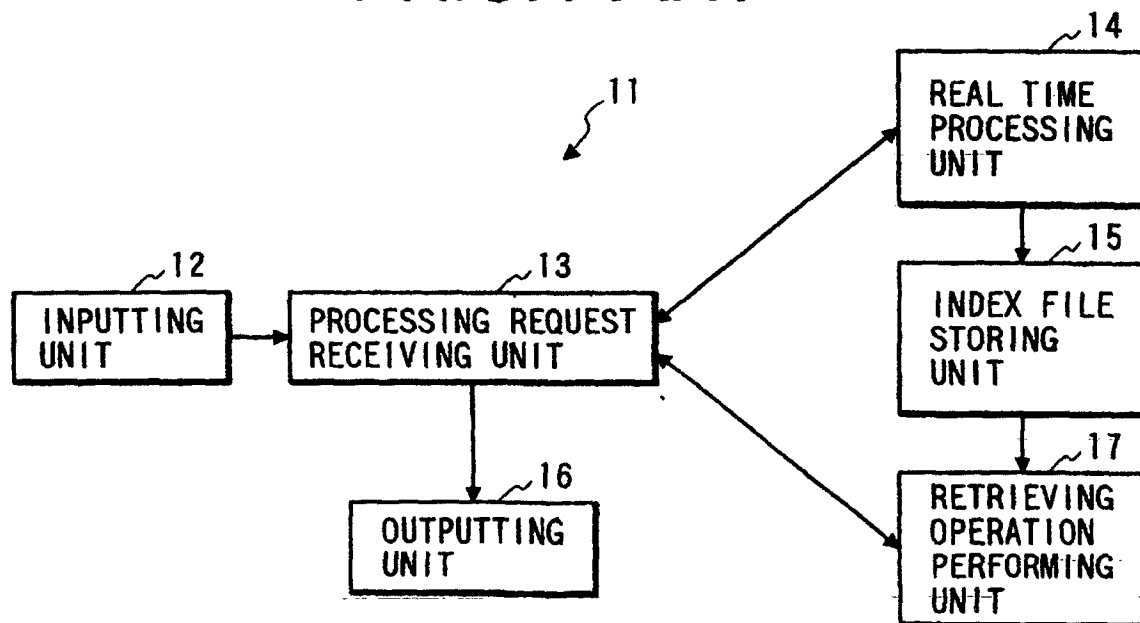 14
REAL TIME
PROCESSING
UNIT
11
15
INDEX FILE
STORING
UNIT
12
INPUTTING
UNIT
13
PROCESSING REQUEST
RECEIVING UNIT
16
OUTPUTTING
UNIT
17
RETRIEVING
OPERATION
PERFORMING
UNIT